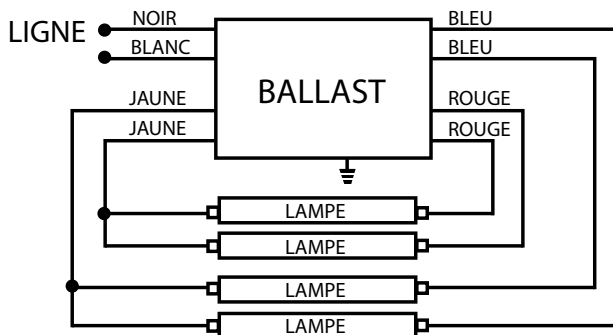 LIGNE
NOIR
BLANC
JAUNE
JAUNE
BALLAST
BLEU
BLEU
ROUGE
ROUGE
LAMPE
LAMPE
LAMPE
LAMPE